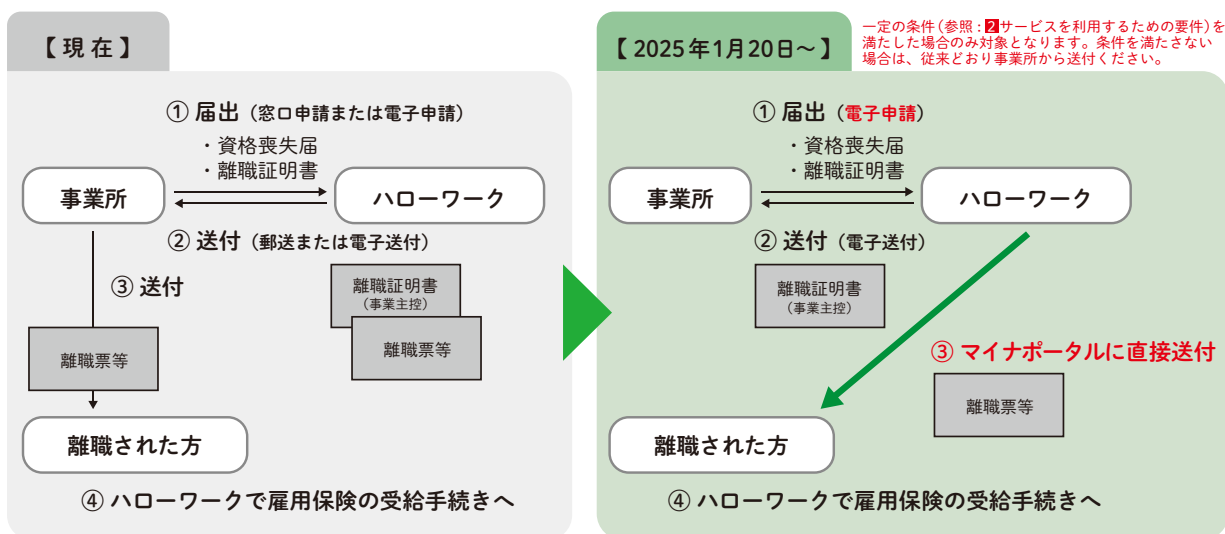 【現在】
① 届出（窓口申請または電子申請）
・資格喪失届
・離職証明書
事業所
ハローワーク
② 送付（郵送または電子送付）
③ 送付
離職証明書
（事業主控）
離職票等
離職票等
離職された方
④ ハローワークで雇用保険の受給手続きへ
【2025年1月20日～】
一定の条件（参照：2サービスを利用するための要件）を
満たした場合のみ対象となります。条件を満たさない
場合は、従来どおり事業所から送付ください。
① 届出（電子申請）
・資格喪失届
・離職証明書
事業所
ハローワーク
② 送付（電子送付）
離職証明書
（事業主控）
③ マイナポータルに直接送付
離職票等
離職された方
④ ハローワークで雇用保険の受給手続きへ